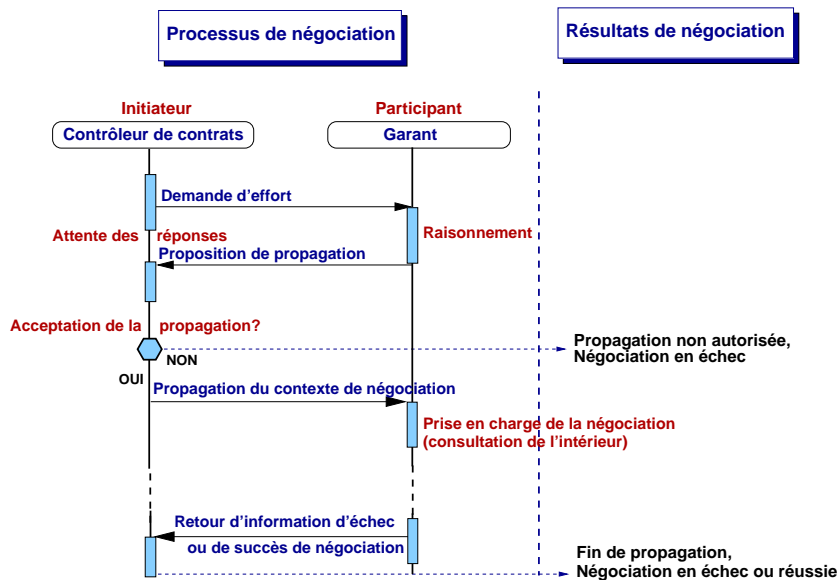 Processus de négociation
Résultats de négociation
Initiateur
Participant
Contrôleur de contrats
Garant
Demande d'effort
Attente des réponses
Raisonnement
Proposition de propagation
Acceptation de la propagation?
NON
Propagation non autorisée,
Négociation en échec
OUI
Propagation du contexte de négociation
Prise en charge de la négociation
(consultation de l'intérieur)
Retour d'information d'échec
ou de succès de négociation
Fin de propagation,
Négociation en échec ou réussie